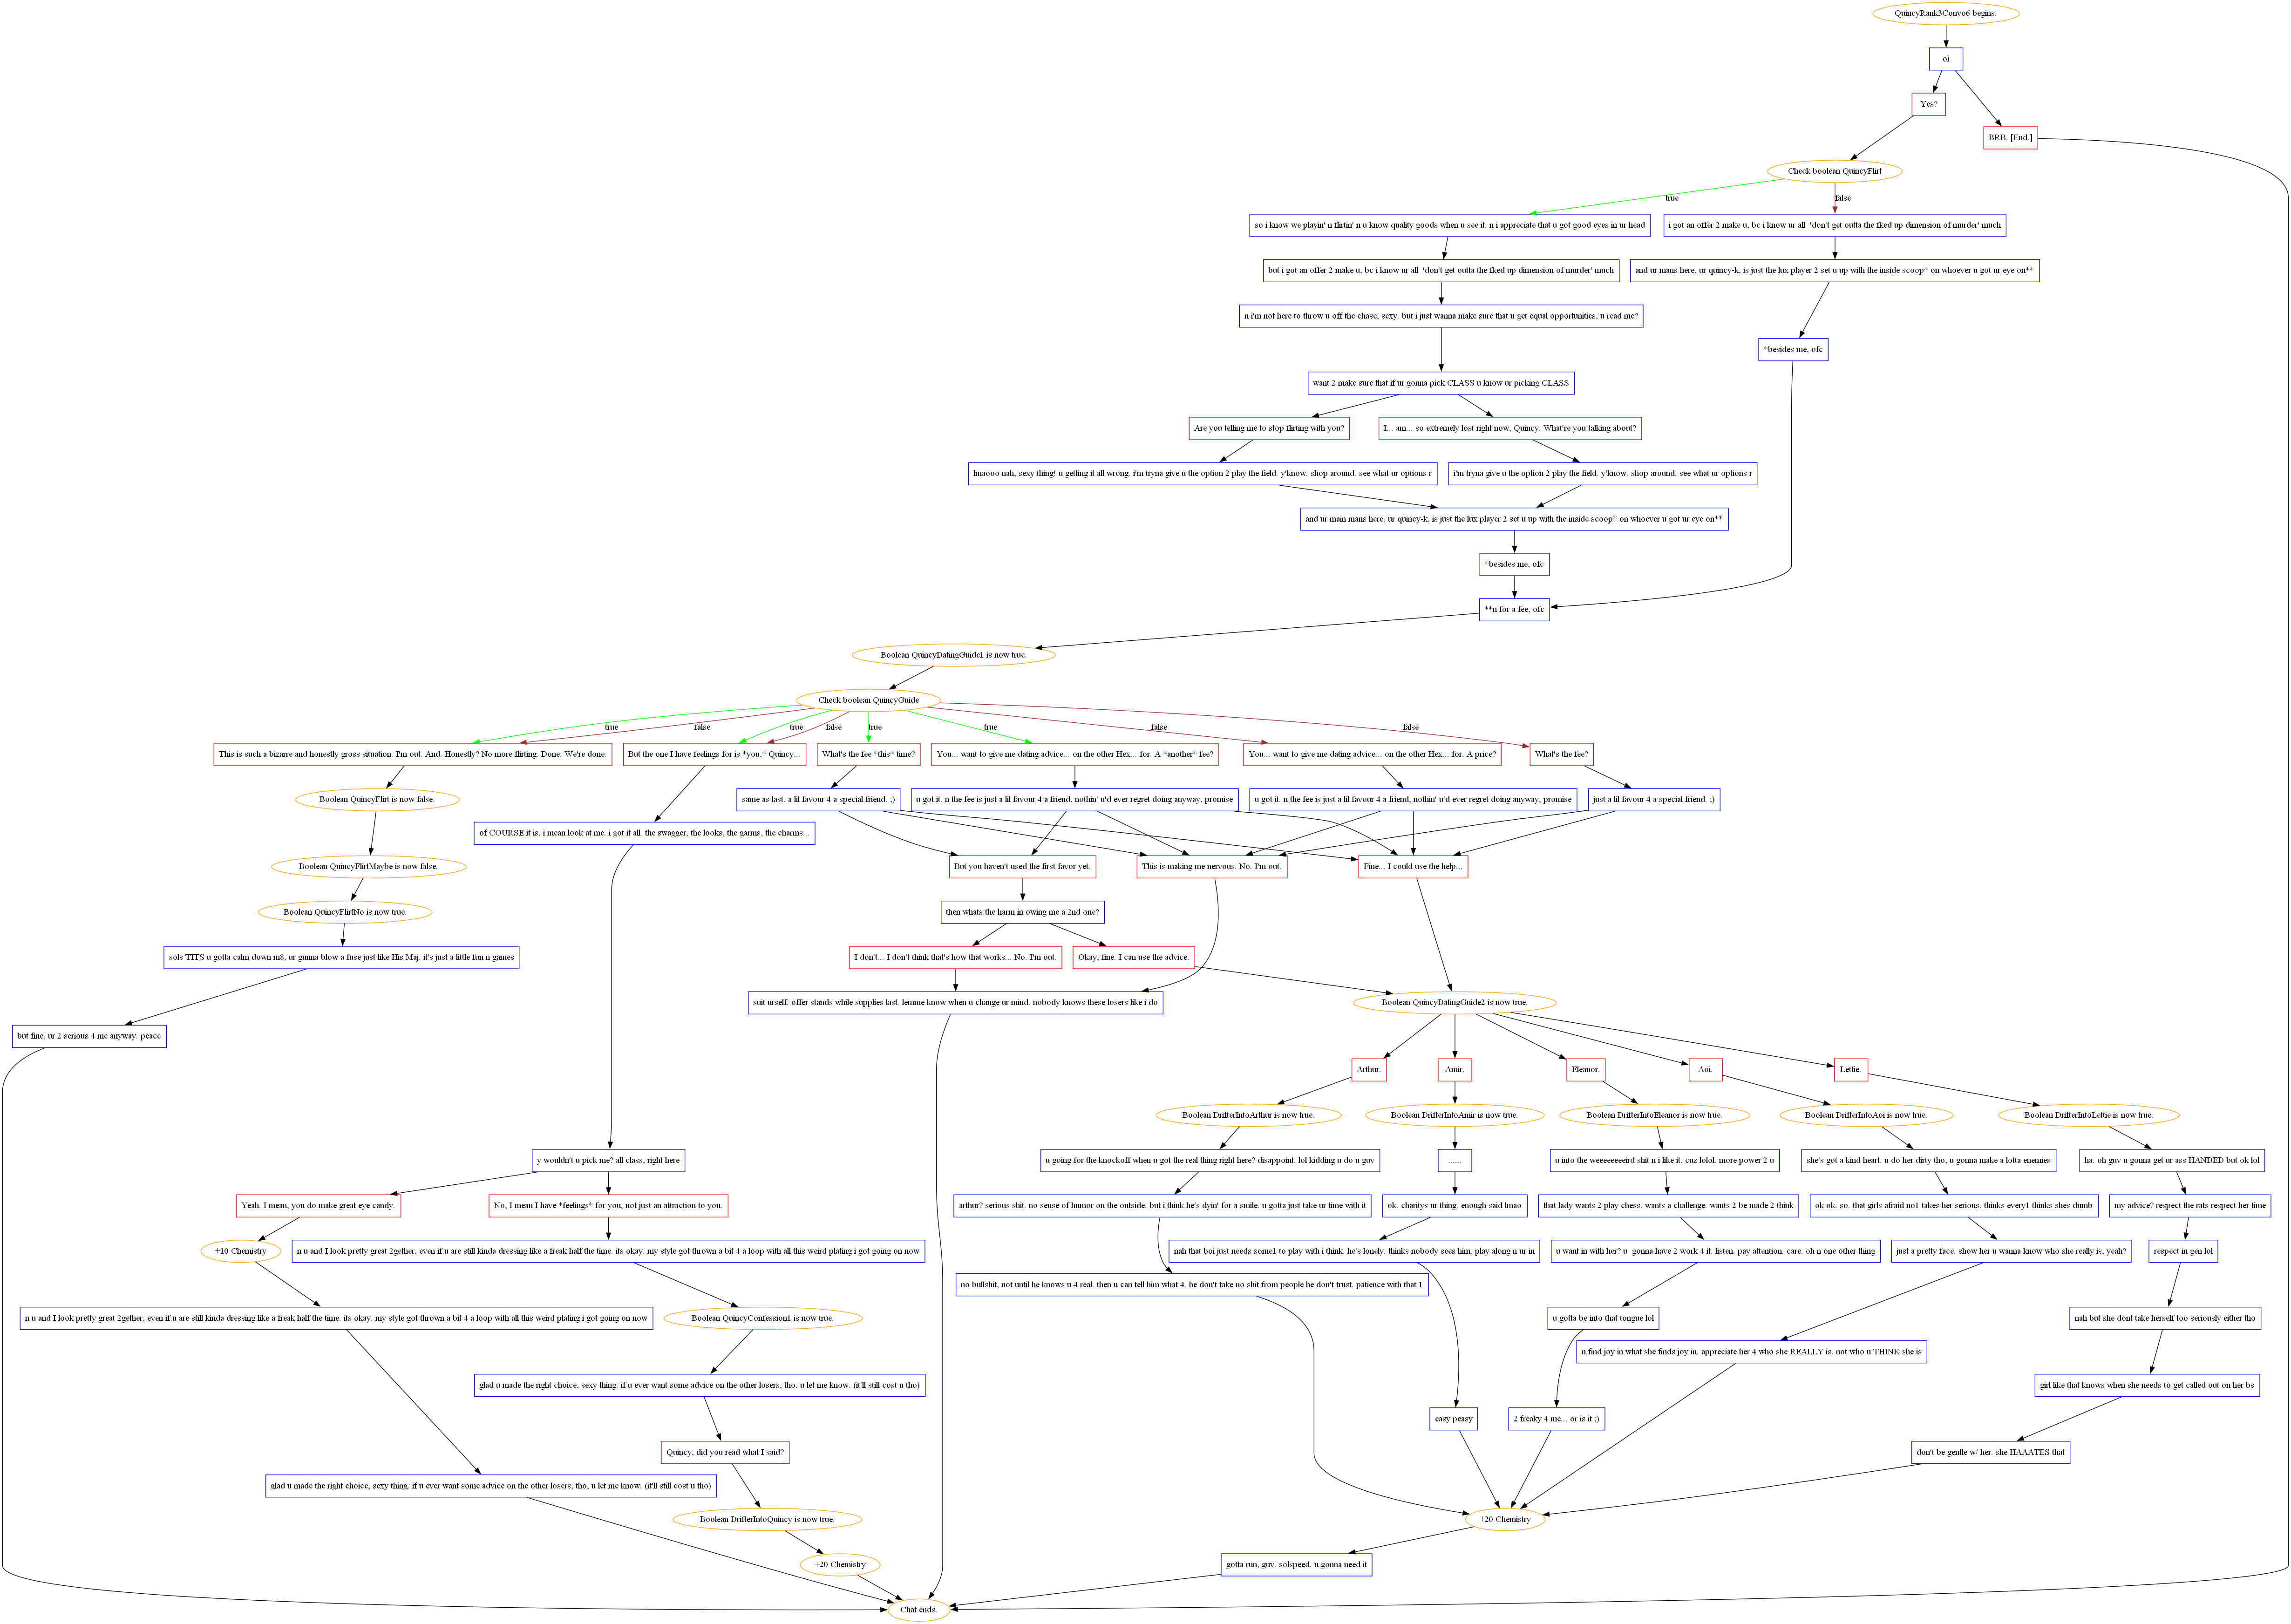 QuincyRank3Convo6 begins.
oi
Yes?
BRB. [End.]
Check boolean QuincyFlirt
true
false
so i know we playin' n flirtin' n u know quality goods when u see it. n i appreciate that u got good eyes in ur head
i got an offer 2 make u, bc i know ur all 'don't get outta the fked up dimension of murder' much
but i got an offer 2 make u, bc i know ur all 'don't get outta the fked up dimension of murder' much
and ur mans here, ur quincy-k, is just the lux player 2 set u up with the inside scoop* on whoever u got ur eye on**
n i'm not here to throw u off the chase, sexy. but i just wanna make sure that u get equal opportunities, u read me?
*besides me, ofc
want 2 make sure that if ur gonna pick CLASS u know ur picking CLASS
Are you telling me to stop flirting with you?
I... am... so extremely lost right now, Quincy. What're you talking about?
lmaooo nah, sexy thing! u getting it all wrong. i'm tryna give u the option 2 play the field. y'know. shop around. see what ur options r
i'm tryna give u the option 2 play the field. y'know. shop around. see what ur options r
and ur main mans here, ur quincy-k, is just the lux player 2 set u up with the inside scoop* on whoever u got ur eye on**
*besides me, ofc
**n for a fee, ofc
Boolean QuincyDatingGuide1 is now true.
Check boolean QuincyGuide
true
false
true
false
true
true
false
false
This is such a bizarre and honestly gross situation. I'm out. And. Honestly? No more flirting. Done. We're done.
But the one I have feelings for is *you,* Quincy...
What's the fee *this* time?
You... want to give me dating advice... on the other Hex... for. A *another* fee?
You... want to give me dating advice... on the other Hex... for. A price?
What's the fee?
Boolean QuincyFlirt is now false.
same as last. a lil favour 4 a special friend. ;)
u got it. n the fee is just a lil favour 4 a friend, nothin' u'd ever regret doing anyway, promise
u got it. n the fee is just a lil favour 4 a friend, nothin' u'd ever regret doing anyway, promise
just a lil favour 4 a special friend. ;)
of COURSE it is, i mean look at me. i got it all. the swagger, the looks, the garms, the charms...
Boolean QuincyFlirtMaybe is now false.
But you haven't used the first favor yet.
This is making me nervous. No. I'm out.
Fine... I could use the help...
Boolean QuincyFlirtNo is now true.
then whats the harm in owing me a 2nd one?
sols TITS u gotta calm down m8, ur gunna blow a fuse just like His Maj. it's just a little fun n games
I don't... I don't think that's how that works... No. I'm out.
Okay, fine. I can use the advice.
suit urself. offer stands while supplies last. lemme know when u change ur mind. nobody knows these losers like i do
Boolean QuincyDatingGuide2 is now true.
but fine, ur 2 serious 4 me anyway. peace
Arthur.
Amir.
Eleanor.
Aoi.
Lettie.
Boolean DrifterIntoArthur is now true.
Boolean DrifterIntoAmir is now true.
Boolean DrifterIntoEleanor is now true.
Boolean DrifterIntoAoi is now true.
Boolean DrifterIntoLettie is now true.
y wouldn't u pick me? all class, right here
u going for the knockoff when u got the real thing right here? disappoint. lol kidding u do u guv
......
u into the weeeeeeeeird shit n i like it, cuz lolol. more power 2 u
she's got a kind heart. u do her dirty tho, u gonna make a lotta enemies
ha. oh guv u gonna get ur ass HANDED but ok lol
Yeah. I mean, you do make great eye candy.
No, I mean I have *feelings* for you, not just an attraction to you.
arthur? serious shit. no sense of humor on the outside. but i think he's dyin' for a smile. u gotta just take ur time with it
ok. charitys ur thing. enough said lmao
that lady wants 2 play chess. wants a challenge. wants 2 be made 2 think
ok ok. so. that girls afraid no1 takes her serious. thinks every1 thinks shes dumb
my advice? respect the rats respect her time
+10 Chemistry
n u and I look pretty great 2gether, even if u are still kinda dressing like a freak half the time. its okay. my style got thrown a bit 4 a loop with all this weird plating i got going on now
nah that boi just needs some1 to play with i think. he's lonely. thinks nobody sees him. play along n ur in
u want in with her? u gonna have 2 work 4 it. listen. pay attention. care. oh n one other thing
just a pretty face. show her u wanna know who she really is, yeah?
respect in gen lol
no bullshit, not until he knows u 4 real. then u can tell him what 4. he don't take no shit from people he don't trust. patience with that 1
n u and I look pretty great 2gether, even if u are still kinda dressing like a freak half the time. its okay. my style got thrown a bit 4 a loop with all this weird plating i got going on now
Boolean QuincyConfession1 is now true.
u gotta be into that tongue lol
nah but she dont take herself too seriously either tho
n find joy in what she finds joy in. appreciate her 4 who she REALLY is. not who u THINK she is
glad u made the right choice, sexy thing. if u ever want some advice on the other losers, tho, u let me know. (it'll still cost u tho)
girl like that knows when she needs to get called out on her bs
easy peasy
2 freaky 4 me... or is it ;)
Quincy, did you read what I said?
don't be gentle w/ her. she HAAATES that
glad u made the right choice, sexy thing. if u ever want some advice on the other losers, tho, u let me know. (it'll still cost u tho)
Boolean DrifterIntoQuincy is now true.
+20 Chemistry
+20 Chemistry
gotta run, guv. solspeed. u gonna need it
Chat ends.